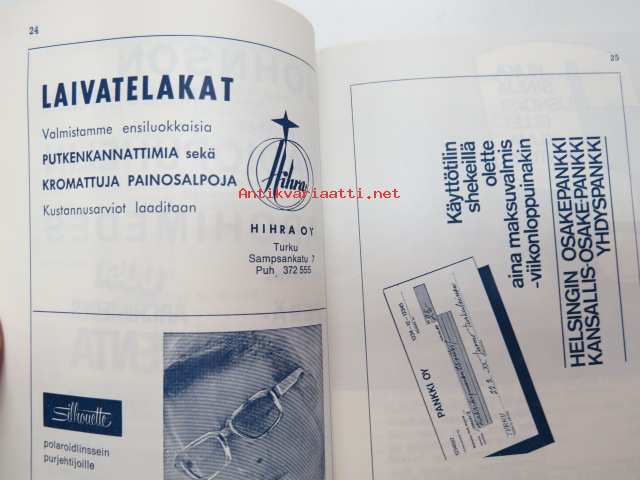 24
LAIVATELAKAT
Valmistamme ensiluokkaisia
PUTKENKANNATTIMIA sekä
KROMATTUJA PAINOSALPOJA
Kustannusarviot laaditaan
Hihra
HIHRA OY
Turku
Sampsankatu 7
Puh. 372 555
Silhouette
polaroidlinssein
purjehtijoille
Antikvariaatti.net
25
Käyttötilin
shekeillä
olette
aina maksuvalmis
-viikonloppuinakin
HELSINGIN OSAKEPANKKI
KANSALLIS-OSAKE-PANKKI
YHDYSPANKKI
PANKKI OY
TURKU